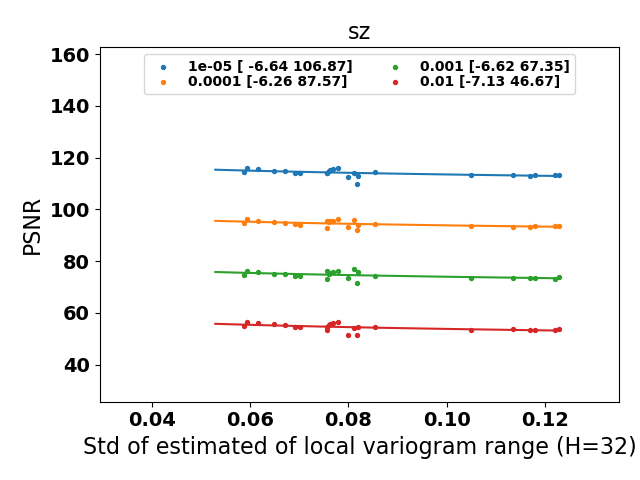 sz
160
140
120
100
80
60
40
PSNR
1e-05 [ -6.64 106.87]
0.0001 [-6.26 87.57]
0.001 [-6.62 67.35]
0.01 [-7.13 46.67]
0.04 0.06 0.08 0.10 0.12
Std of estimated of local variogram range (H=32)